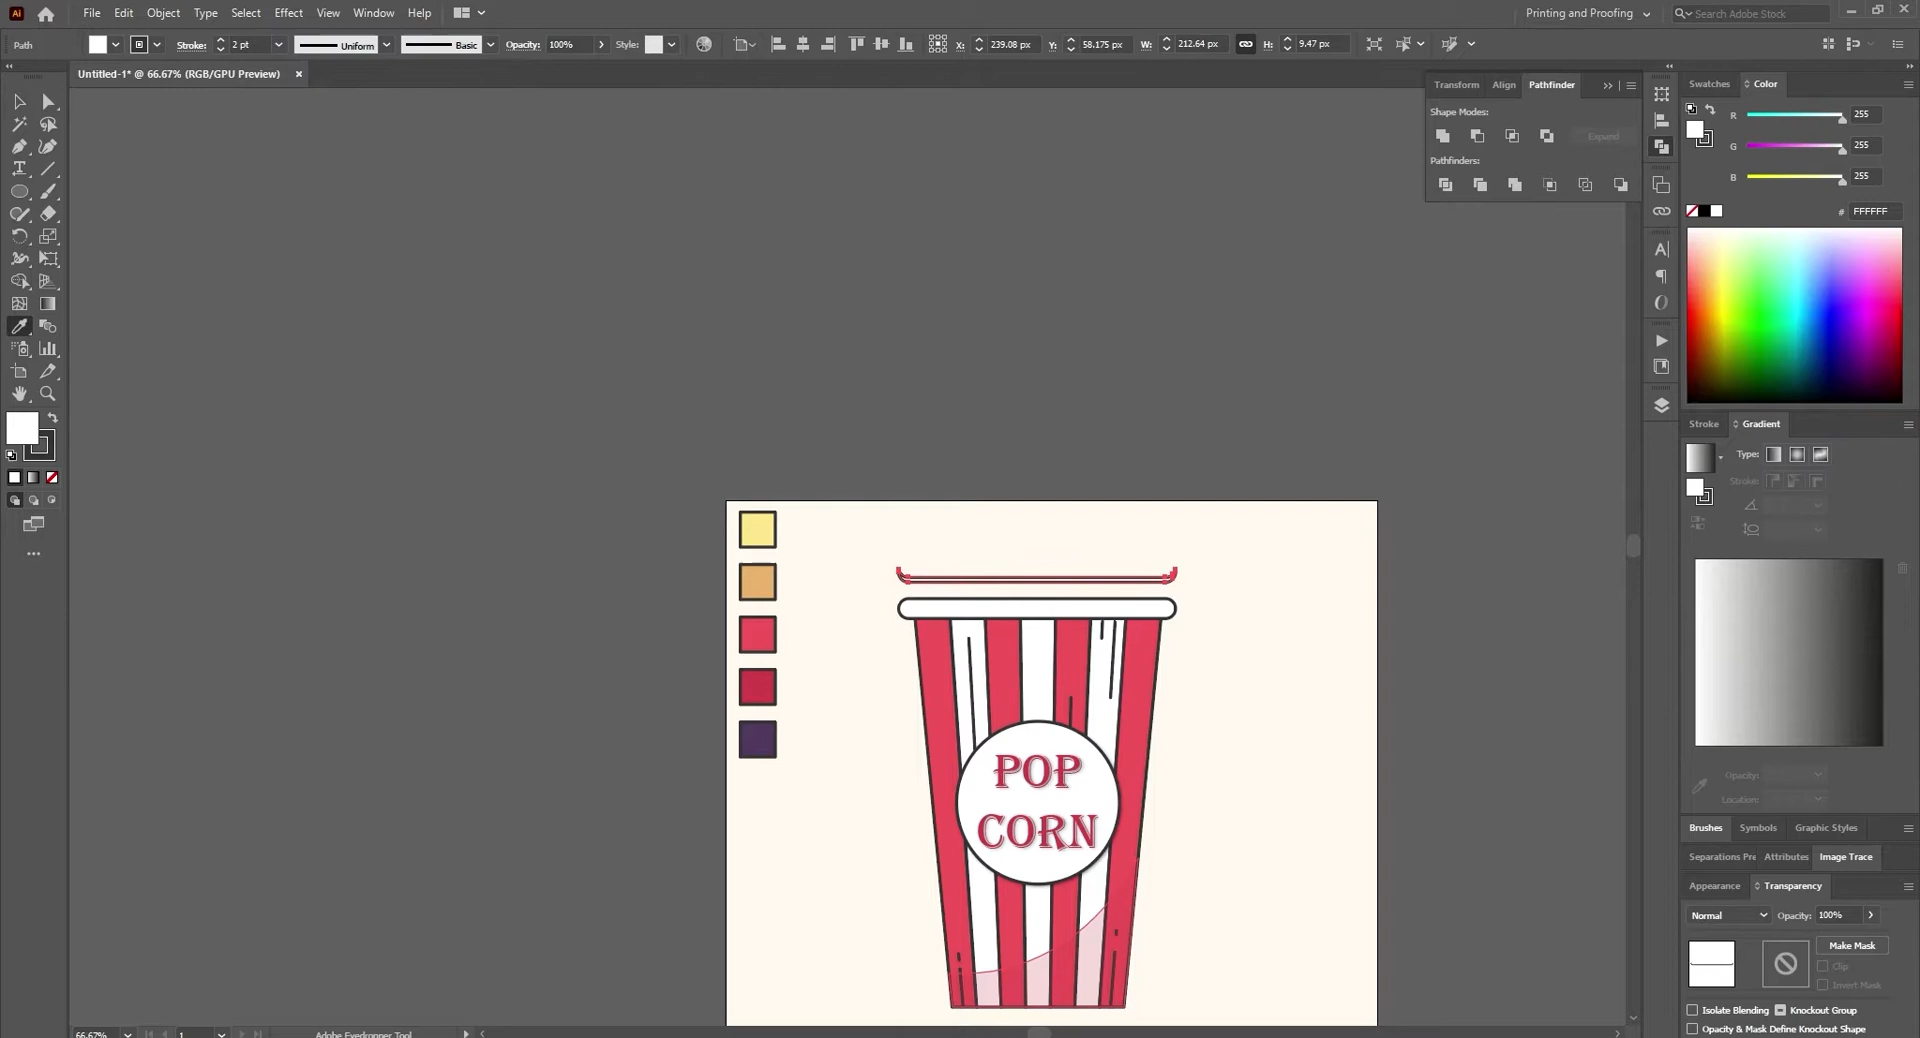 Ai File Edit Object Type Select Effect View Window Help Printing and Proofing Search Adobe Stock
Path Stroke: 2 pt Uniform Basic Opacity: 100% Style: X: 239.08 px Y: 58.175 px W: 212.64 px H: 9.47 px
Untitled-1* @ 66.67% (RGB/GPU Preview) ×
Transform Align Pathfinder
Shape Modes:
Expand
Pathfinders:
Swatches Color
R 255
G 255
B 255
# FFFFFF
Stroke Gradient
Type:
Stroke:
Opacity:
Location:
POP
CORN
Brushes Symbols Graphic Styles
Separations Pre Attributes Image Trace
Appearance Transparency
Normal Opacity: 100%
Make Mask
Clip
Invert Mask
Isolate Blending Knockout Group
Opacity & Mask Define Knockout Shape
66.67% 1 Adobe Eyedropper Tool